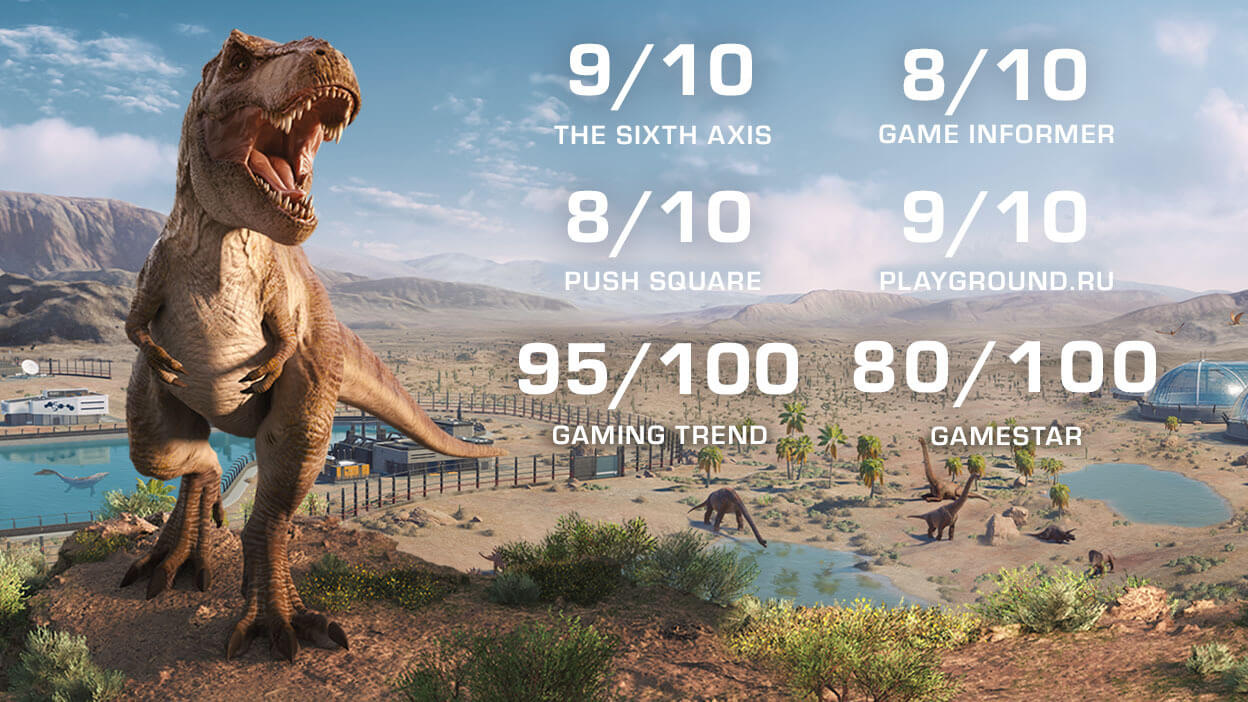 9/10
THE SIXTH AXIS
8/10
GAME INFORMER
8/10
PUSH SQUARE
9/10
PLAYGROUND.RU
95/100
GAMING TREND
80/100
GAMESTAR